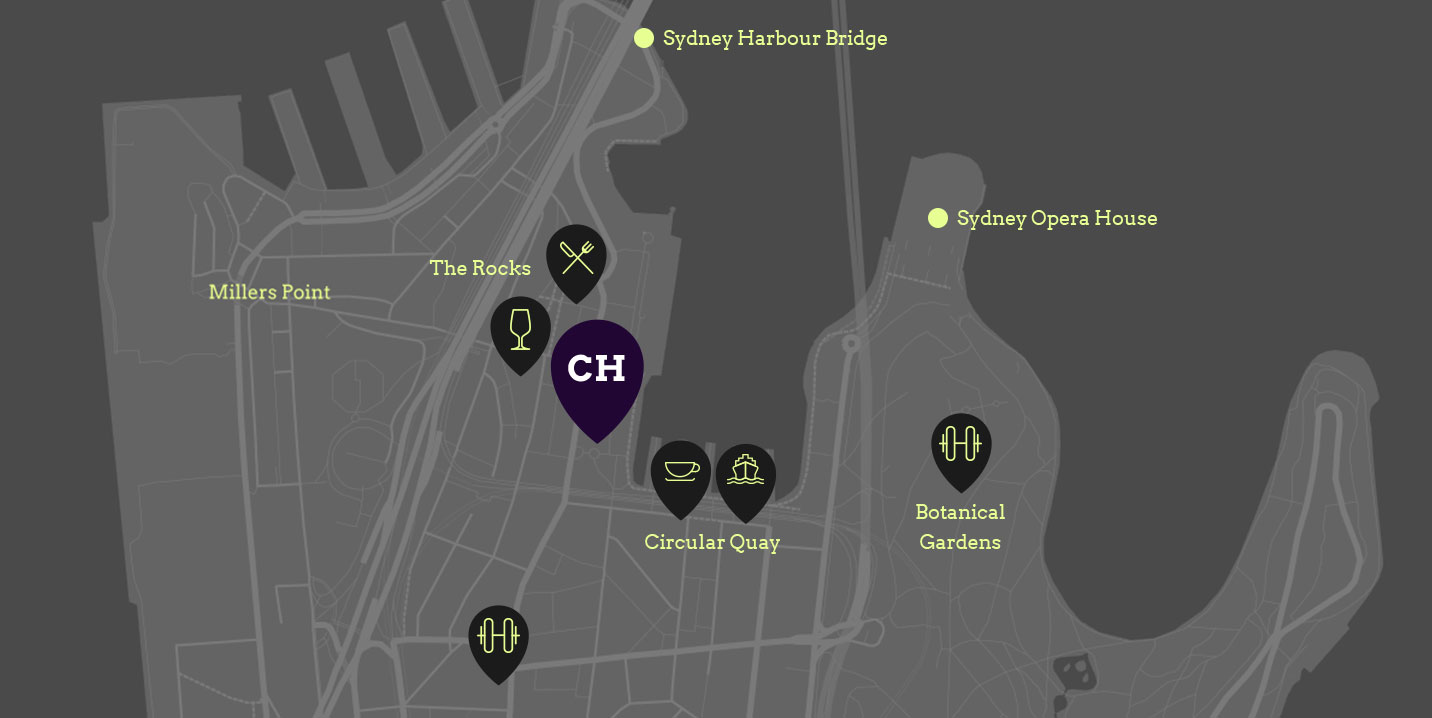 Sydney Harbour Bridge
Sydney Opera House
The Rocks
Millers Point
CH
Botanical
Gardens
Circular Quay